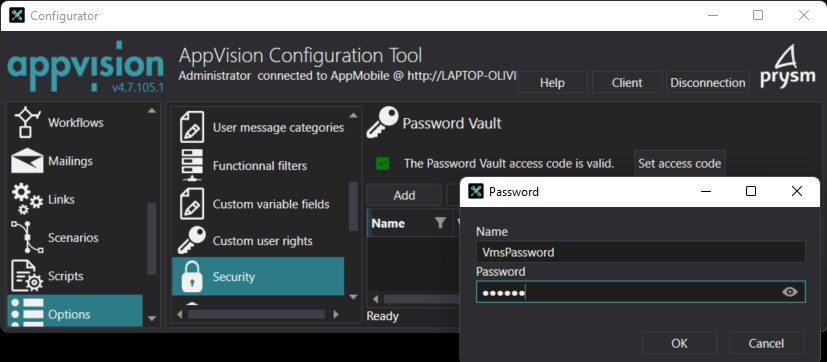 Configurator
appvision
v4.7.105.1
AppVision Configuration Tool
Administrator connected to AppMobile @ http://LAPTOP-OLIVI
Help
Client
Disconnection
prysm
Workflows
Mailings
Links
Scenarios
Scripts
Options
User message categories
Functionnal filters
Custom variable fields
Custom user rights
Security
Password Vault
The Password Vault access code is valid.
Set access code
Add
Name
Ready
Password
Name
VmsPassword
Password
••••••
OK
Cancel